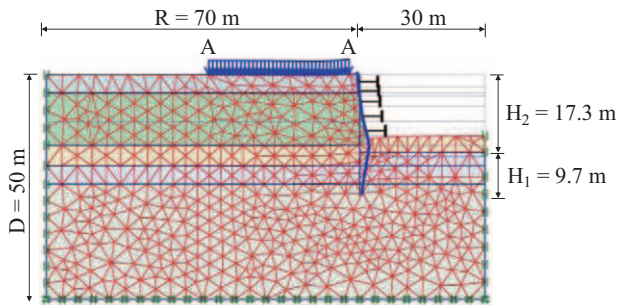 R = 70 m
30 m
A
A
D = 50 m
H₂ = 17.3 m
H₁ = 9.7 m